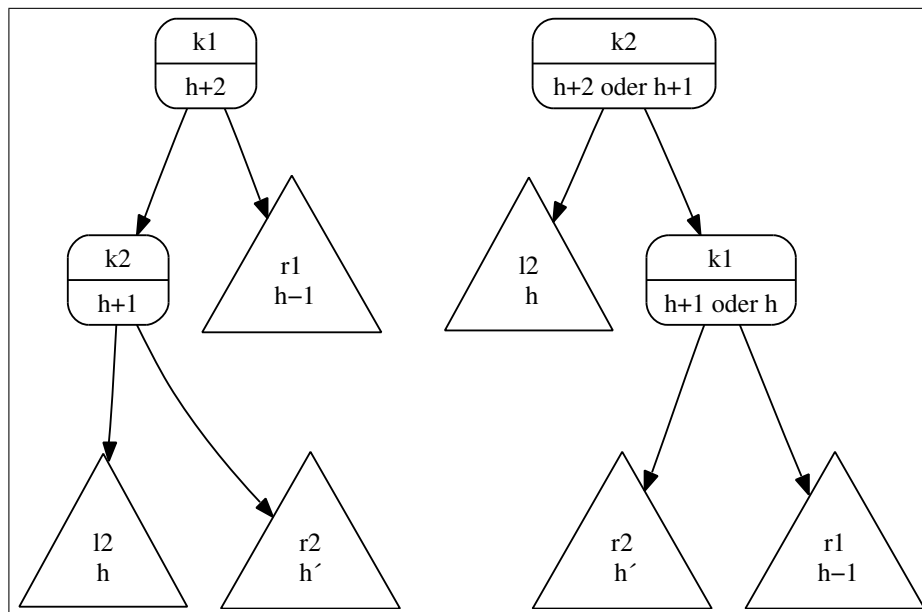 k1
h+2
k2
h+1
r1
h−1
l2
h
r2
h´
k2
h+2 oder h+1
l2
h
k1
h+1 oder h
r2
h´
r1
h−1